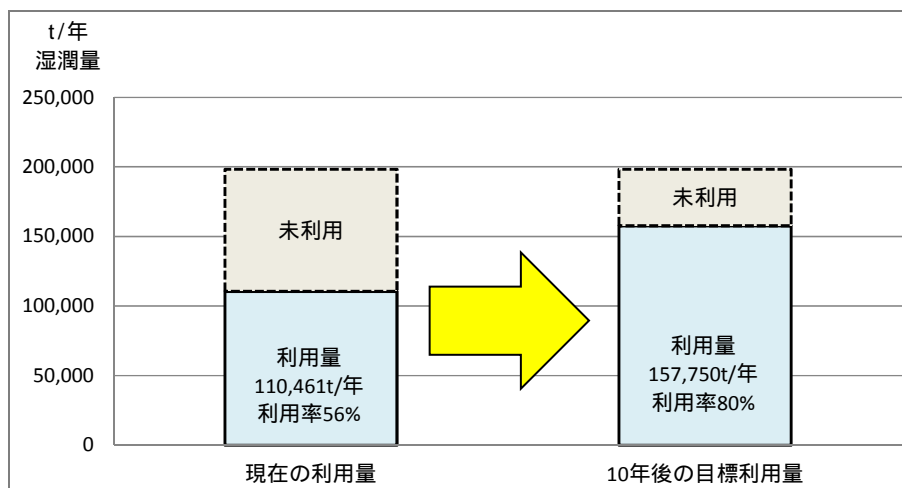 t/年
湿潤量
250,000
200,000
150,000
100,000
50,000
0
未利用
利用量
110,461t/年
利用率56%
未利用
利用量
157,750t/年
利用率80%
現在の利用量
10年後の目標利用量